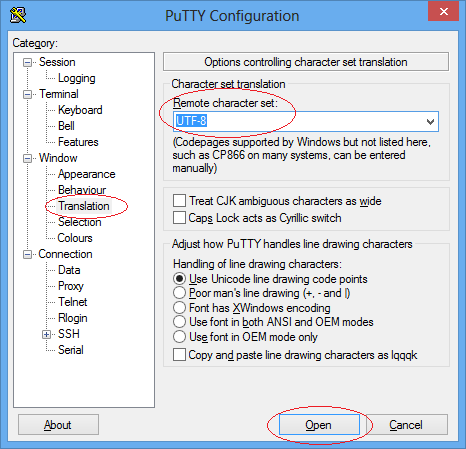 PuTTY Configuration
Category:
Session
Logging
Terminal
Keyboard
Bell
Features
Window
Appearance
Behaviour
Translation
Selection
Colours
Connection
Data
Proxy
Telnet
Rlogin
SSH
Serial
Options controlling character set translation
Character set translation
Remote character set:
UTF-8
(Codepages supported by Windows but not listed here,
such as CP866 on many systems, can be entered
manually)
Treat CJK ambiguous characters as wide
Caps Lock acts as Cyrillic switch
Adjust how PuTTY handles line drawing characters
Handling of line drawing characters:
Use Unicode line drawing code points
Poor man's line drawing (+, - and |)
Font has XWindows encoding
Use font in both ANSI and OEM modes
Use font in OEM mode only
Copy and paste line drawing characters as lqqqk
About
Open
Cancel